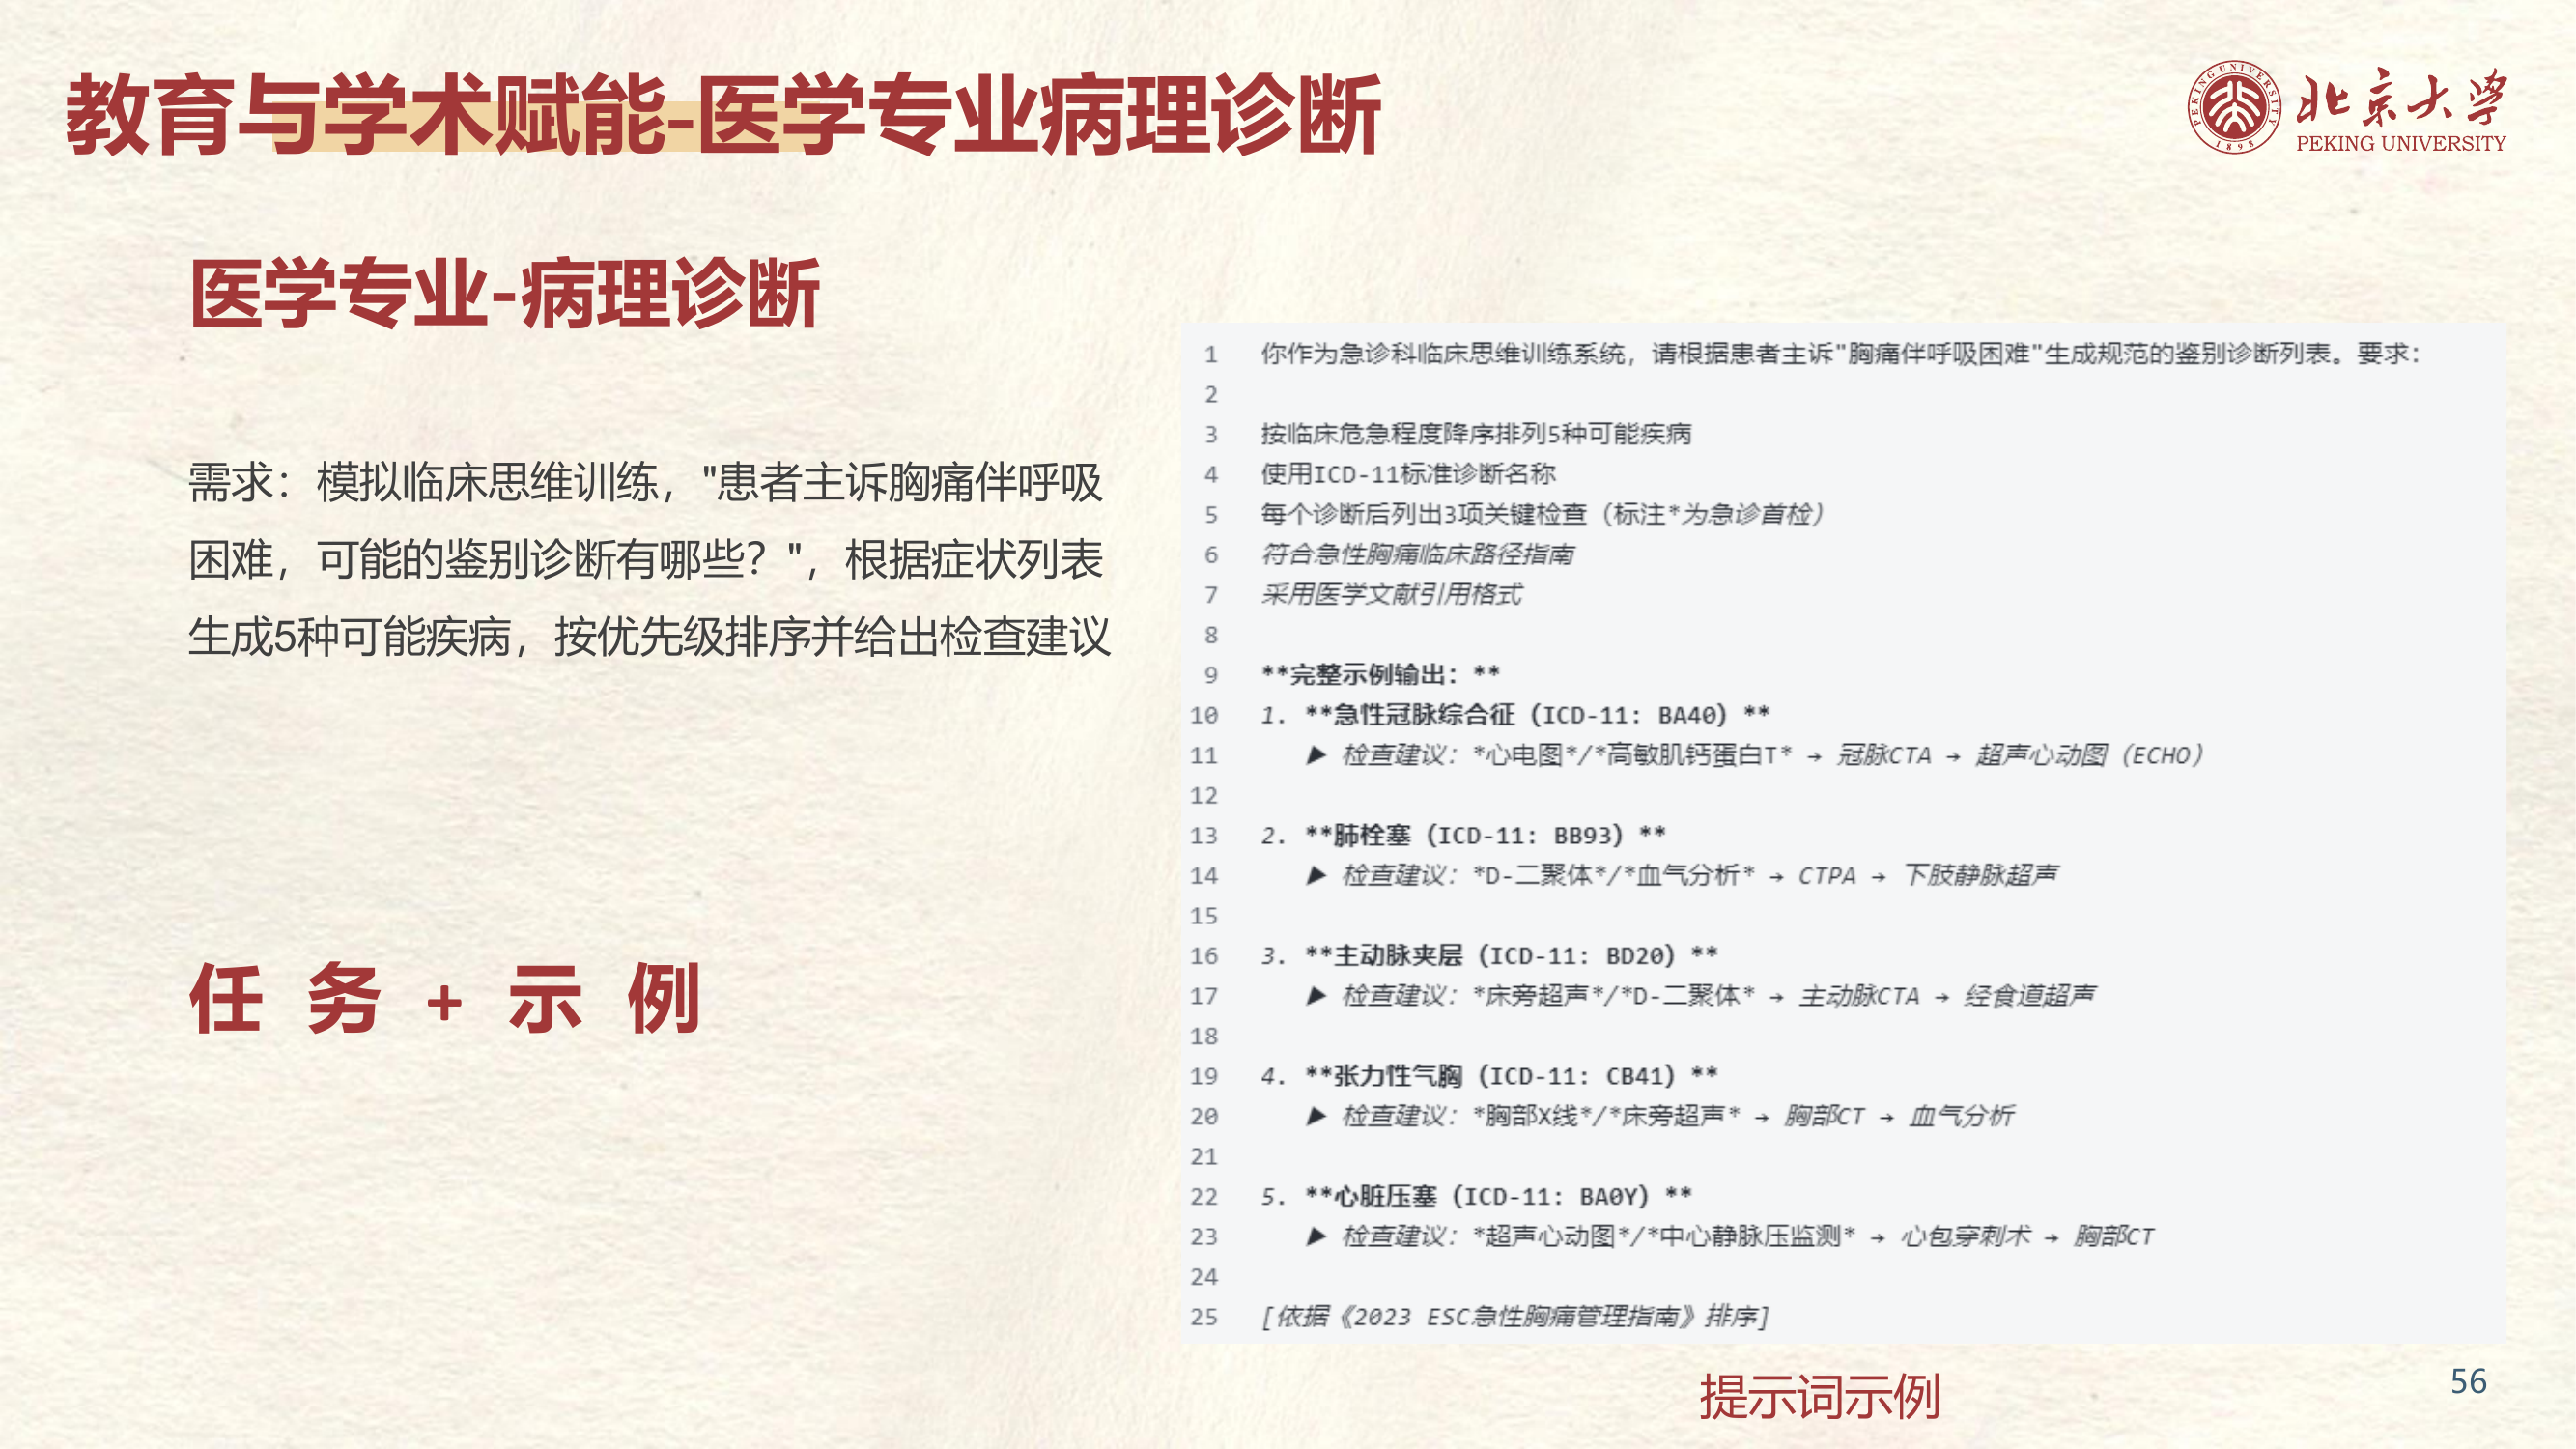 教育与学术赋能-医学专业病理诊断
PEKING UNIVERSITY
1898
北京大学
PEKING UNIVERSITY
医学专业-病理诊断
需求：模拟临床思维训练，"患者主诉胸痛伴呼吸
困难，可能的鉴别诊断有哪些？"，根据症状列表
生成5种可能疾病，按优先级排序并给出检查建议
任 务 + 示 例
1 你作为急诊科临床思维训练系统，请根据患者主诉"胸痛伴呼吸困难"生成规范的鉴别诊断列表。要求：
2
3 按临床危急程度降序排列5种可能疾病
4 使用ICD-11标准诊断名称
5 每个诊断后列出3项关键检查（标注*为急诊首检）
6 符合急性胸痛临床路径指南
7 采用医学文献引用格式
8
9 **完整示例输出：**
10 1. **急性冠脉综合征（ICD-11: BA40）**
11 ▶ 检查建议：*心电图*/*高敏肌钙蛋白T* → 冠脉CTA → 超声心动图（ECHO）
12
13 2. **肺栓塞（ICD-11: BB93）**
14 ▶ 检查建议：*D-二聚体*/*血气分析* → CTPA → 下肢静脉超声
15
16 3. **主动脉夹层（ICD-11: BD20）**
17 ▶ 检查建议：*床旁超声*/*D-二聚体* → 主动脉CTA → 经食道超声
18
19 4. **张力性气胸（ICD-11: CB41）**
20 ▶ 检查建议：*胸部X线*/*床旁超声* → 胸部CT → 血气分析
21
22 5. **心脏压塞（ICD-11: BA0Y）**
23 ▶ 检查建议：*超声心动图*/*中心静脉压监测* → 心包穿刺术 → 胸部CT
24
25 [依据《2023 ESC急性胸痛管理指南》排序]
提示词示例
56